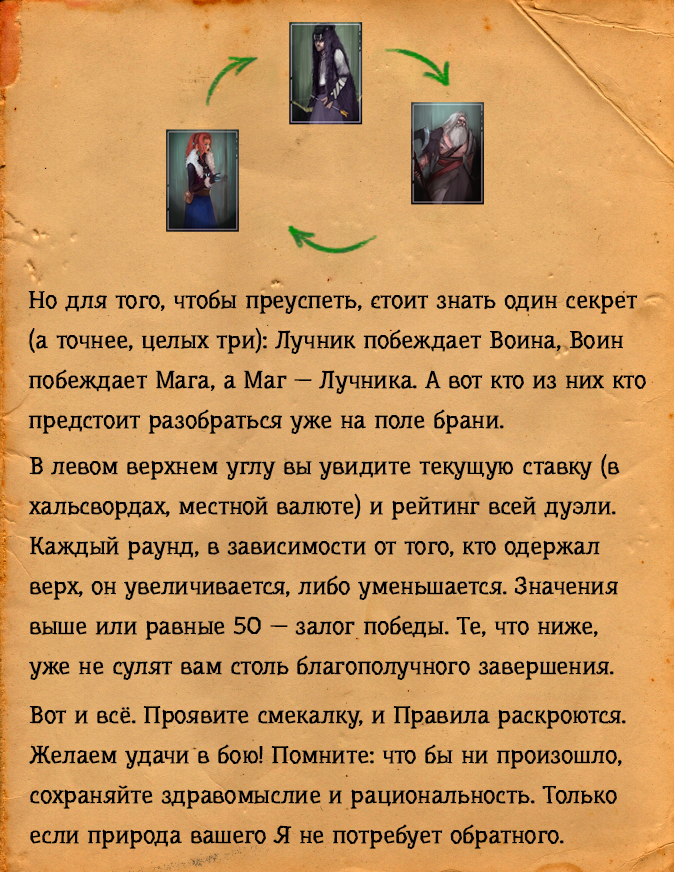 Но для того, чтобы преуспеть, стоит знать один секрет
(а точнее, целых три): Лучник побеждает Воина, Воин
побеждает Мага, а Маг — Лучника. А вот кто из них кто
предстоит разобраться уже на поле брани.
В левом верхнем углу вы увидите текущую ставку (в
хальсвордах, местной валюте) и рейтинг всей дуэли.
Каждый раунд, в зависимости от того, кто одержал
верх, он увеличивается, либо уменьшается. Значения
выше или равные 50 — залог победы. Те, что ниже,
уже не сулят вам столь благополучного завершения.
Вот и всё. Проявите смекалку, и Правила раскроются.
Желаем удачи в бою! Помните: что бы ни произошло,
сохраняйте здравомыслие и рациональность. Только
если природа вашего Я не потребует обратного.